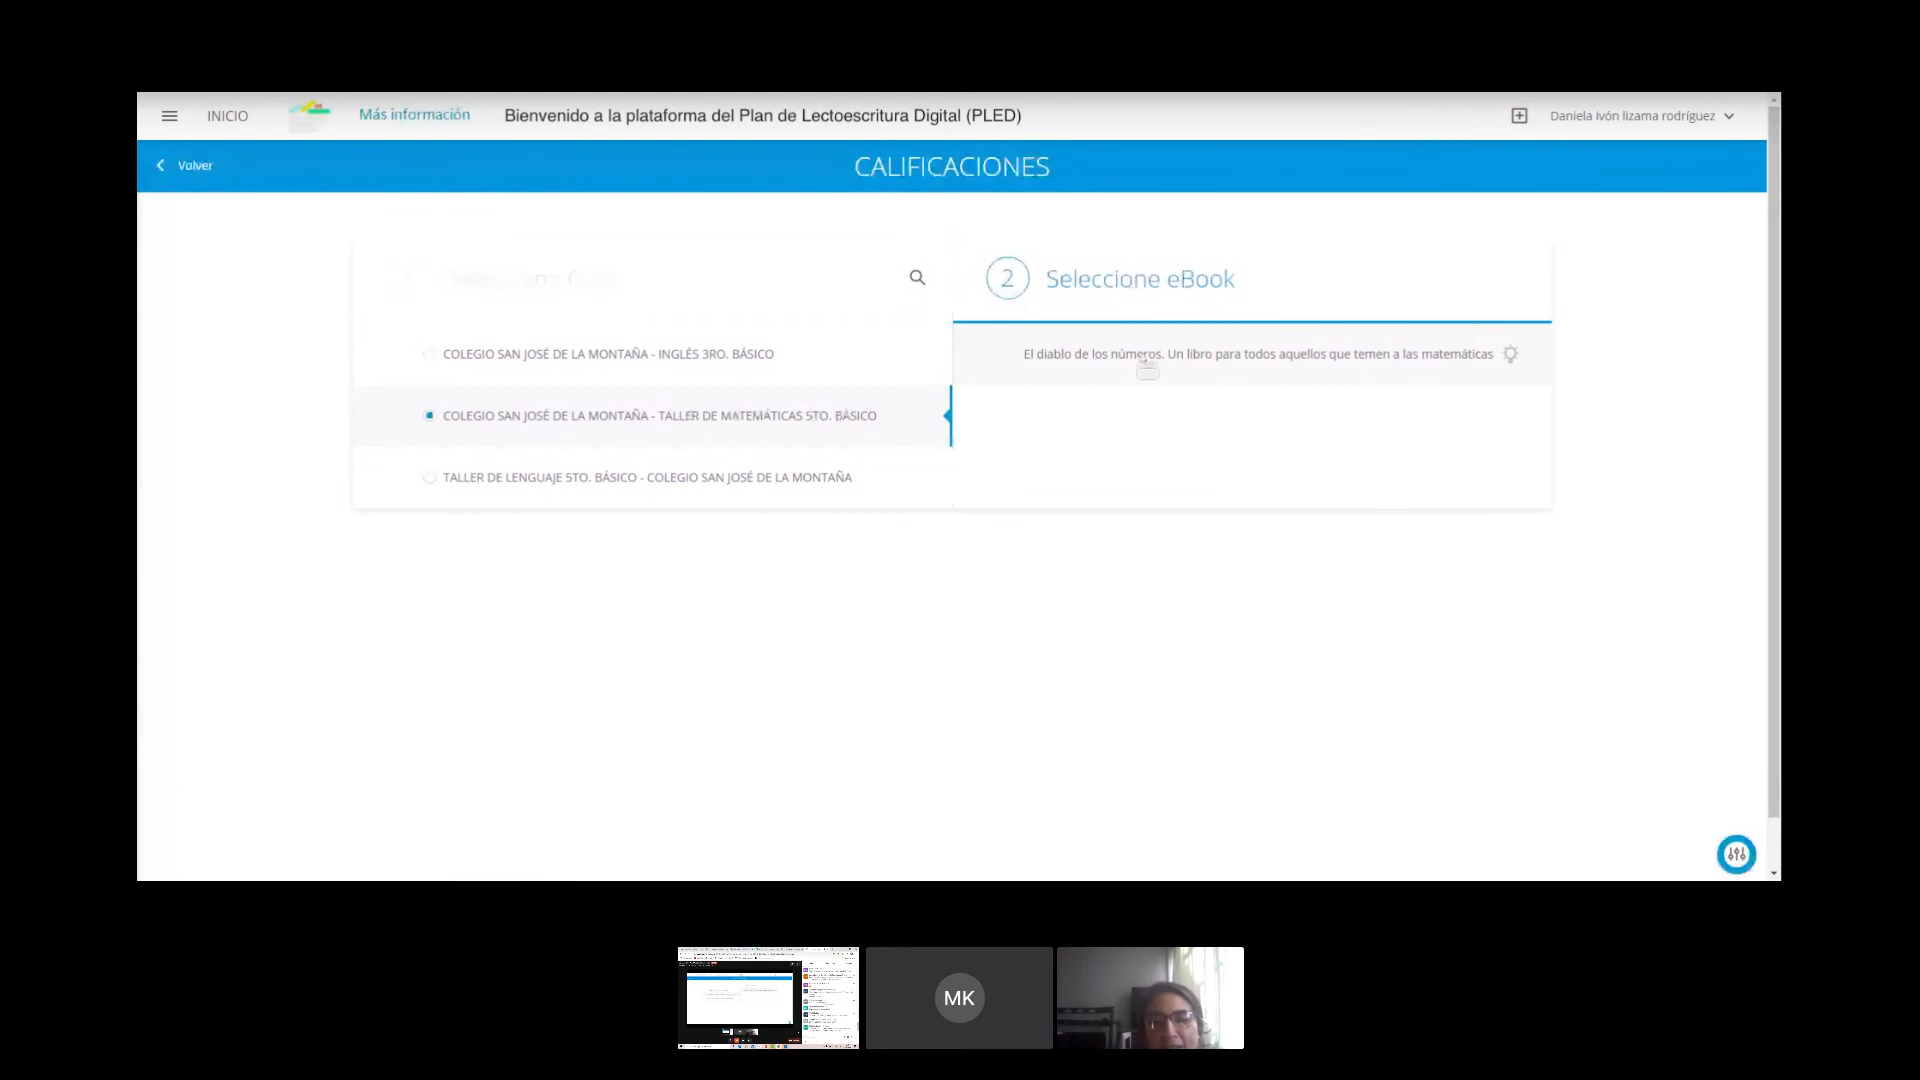 INICIO
Más información
Bienvenido a la plataforma del Plan de Lectoescritura Digital (PLED)
Daniela Ivón lizama rodríguez
Volver
CALIFICACIONES
2 Seleccione eBook
COLEGIO SAN JOSÉ DE LA MONTAÑA - INGLÉS 3RO. BÁSICO
El diablo de los números. Un libro para todos aquellos que temen a las matemáticas
COLEGIO SAN JOSÉ DE LA MONTAÑA - TALLER DE MATEMÁTICAS 5TO. BÁSICO
TALLER DE LENGUAJE 5TO. BÁSICO - COLEGIO SAN JOSÉ DE LA MONTAÑA
MK